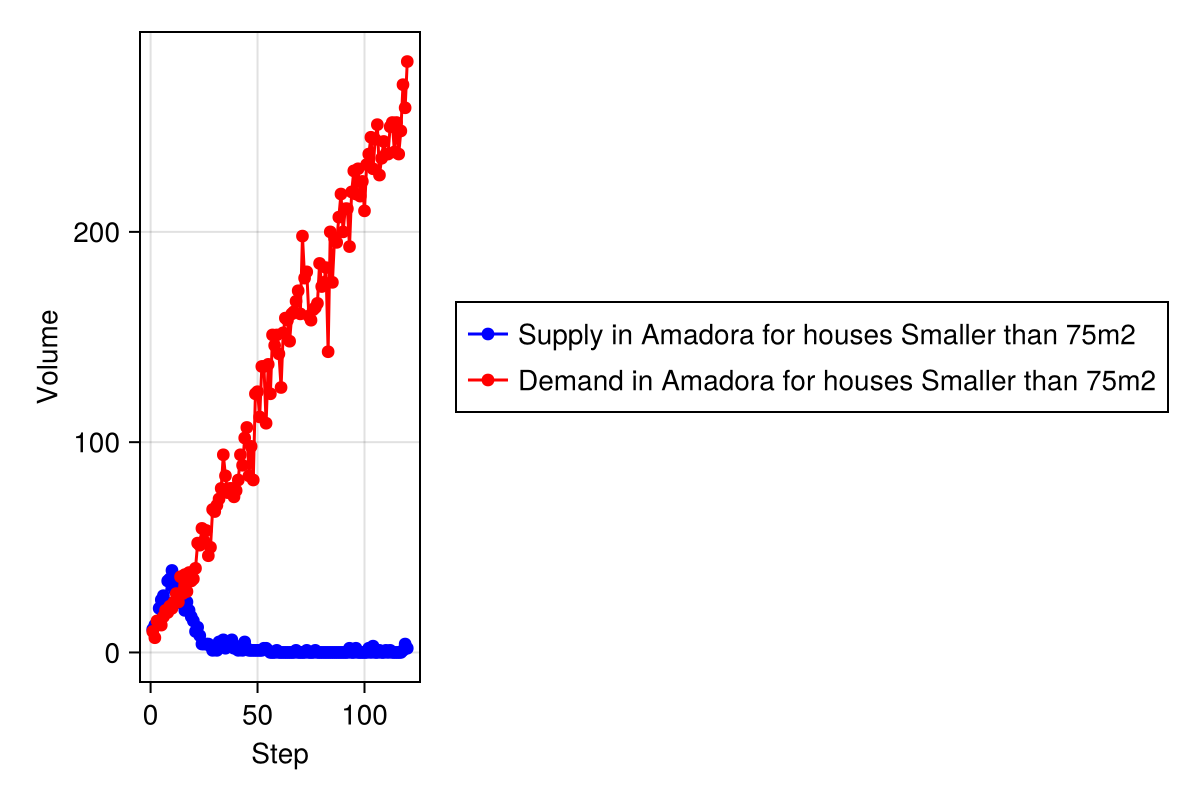 200
100
0
Volume
0 50 100
Step
Supply in Amadora for houses Smaller than 75m2
Demand in Amadora for houses Smaller than 75m2